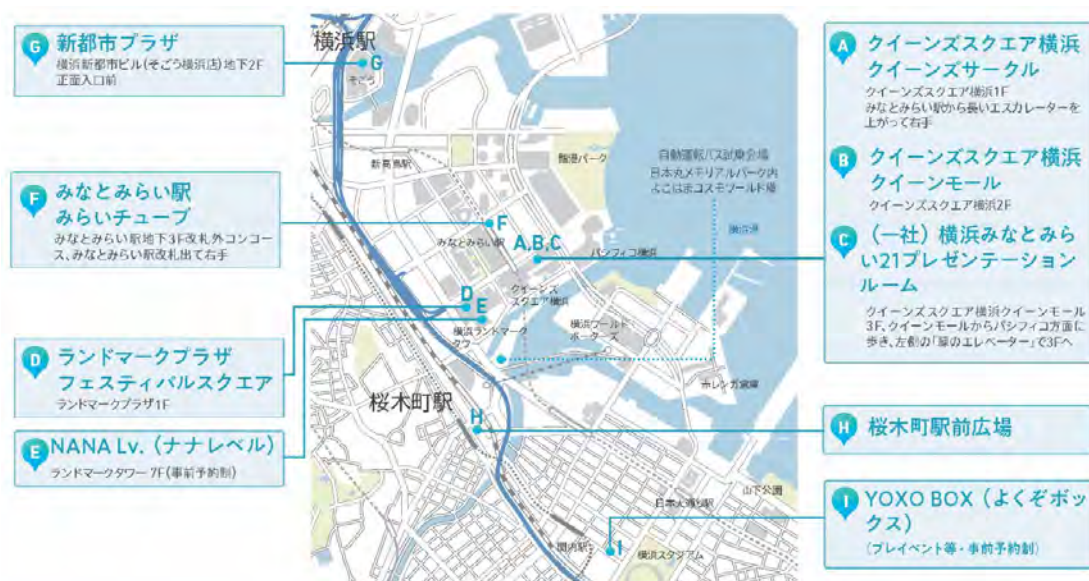 G 新都市プラザ
横浜新都市ビル(そごう横浜店)地下2F
正面入口前
F みなとみらい駅
みらいチューブ
みなとみらい駅地下3F改札外コンコー
ス、みなとみらい駅改札出て右手
D ランドマークプラザ
フェスティバルスクエア
ランドマークプラザ1F
E NANA Lv.(ナナレベル)
ランドマークタワー 7F(事前予約制)
横浜駅
G
そごう
新高島駅
臨港パーク
自動運転バス試乗会場
日本丸メモリアルパーク内
よこはまコスモワールド横
横浜港
F
みなとみらい駅
A,B,C
パシフィコ横浜
クイーンズ
スクエア横浜
D
E
横浜ランドマーク
タワー
横浜ワールド
ポーターズ
赤レンガ倉庫
桜木町駅
H
日本大通り駅
山下公園
関内駅
I
横浜スタジアム
A クイーンズスクエア横浜
クイーンズサークル
クイーンズスクエア横浜1F
みなとみらい駅から長いエスカレーターを
上がって右手
B クイーンズスクエア横浜
クイーンモール
クイーンズスクエア横浜2F
C (一社)横浜みなとみら
い21プレゼンテーション
ルーム
クイーンズスクエア横浜クイーンモール
3F、クイーンモールからパシフィコ方面に
歩き、左側の「緑のエレベーター」で3Fへ
H 桜木町駅前広場
I YOXO BOX(よくぞボッ
クス)
(プレイベント等・事前予約制)